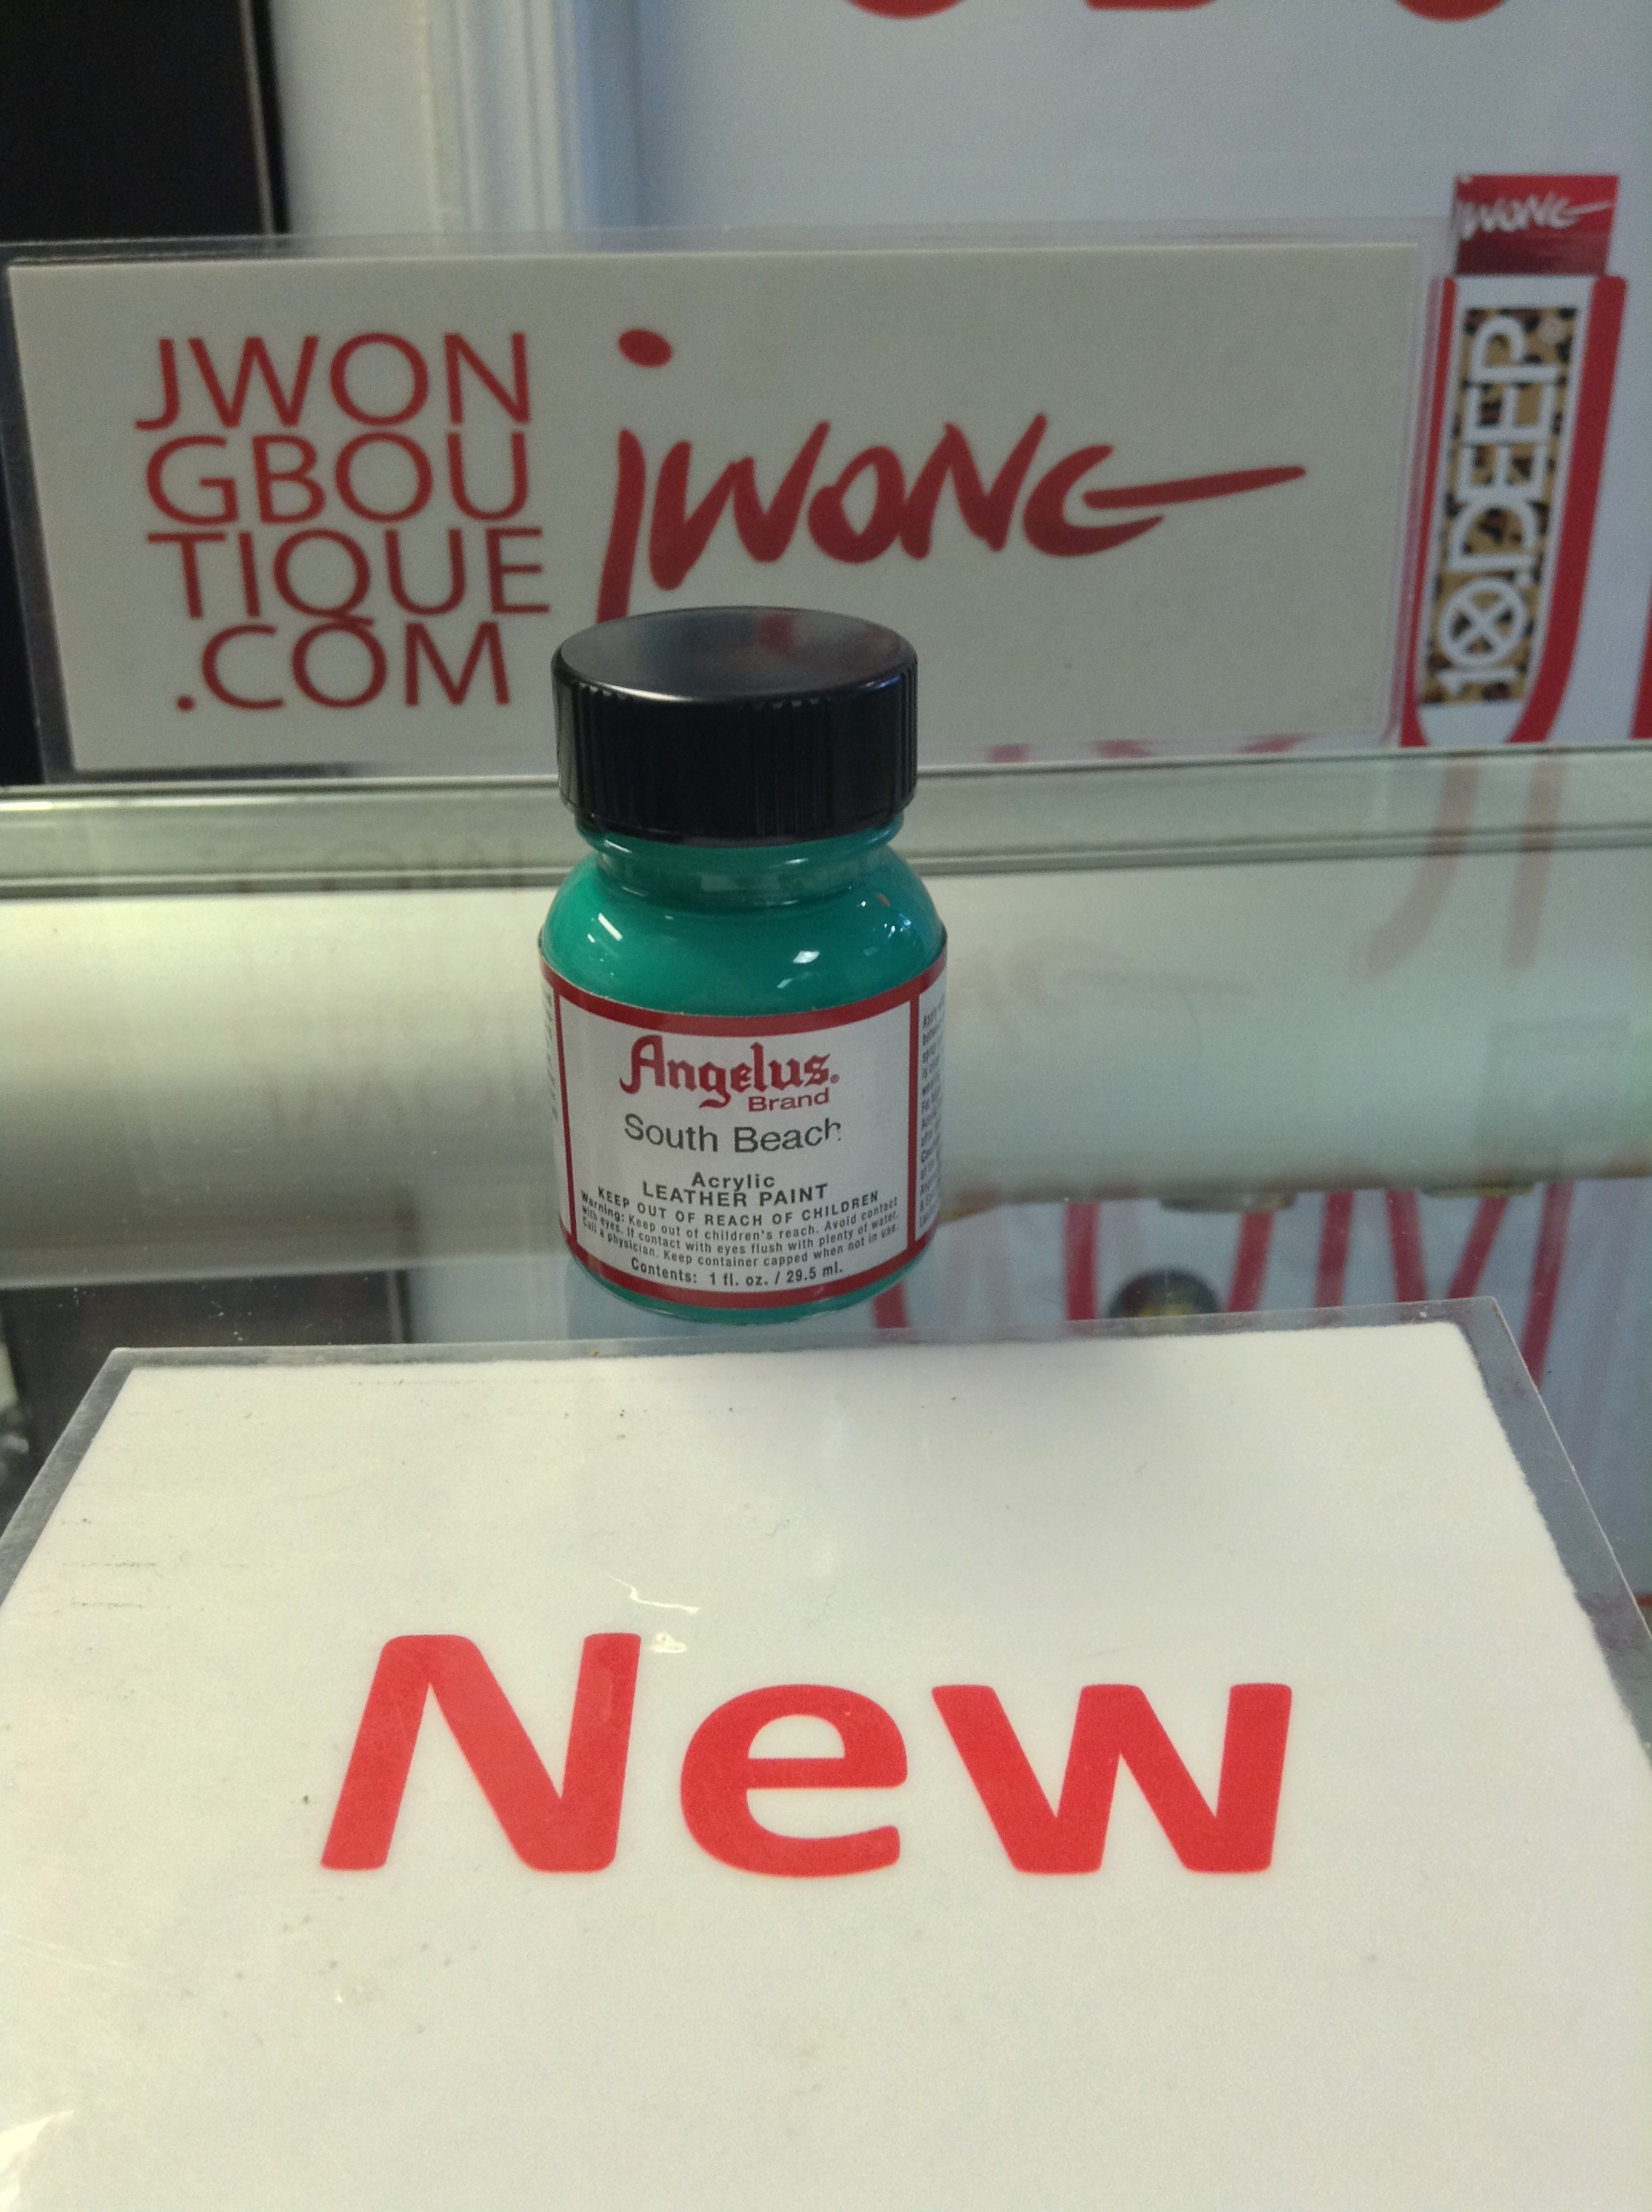 JWON
GBOU
TIQUE
.COM
jwong
jwong
10.DEEP
Angelus®
Brand
South Beach
Acrylic
LEATHER PAINT
KEEP OUT OF REACH OF CHILDREN
Warning: Keep out of children's reach. Avoid contact
with eyes. If contact with eyes flush with plenty of water.
Call a physician. Keep container capped when not in use.
Contents: 1 fl. oz. / 29.5 ml.
New